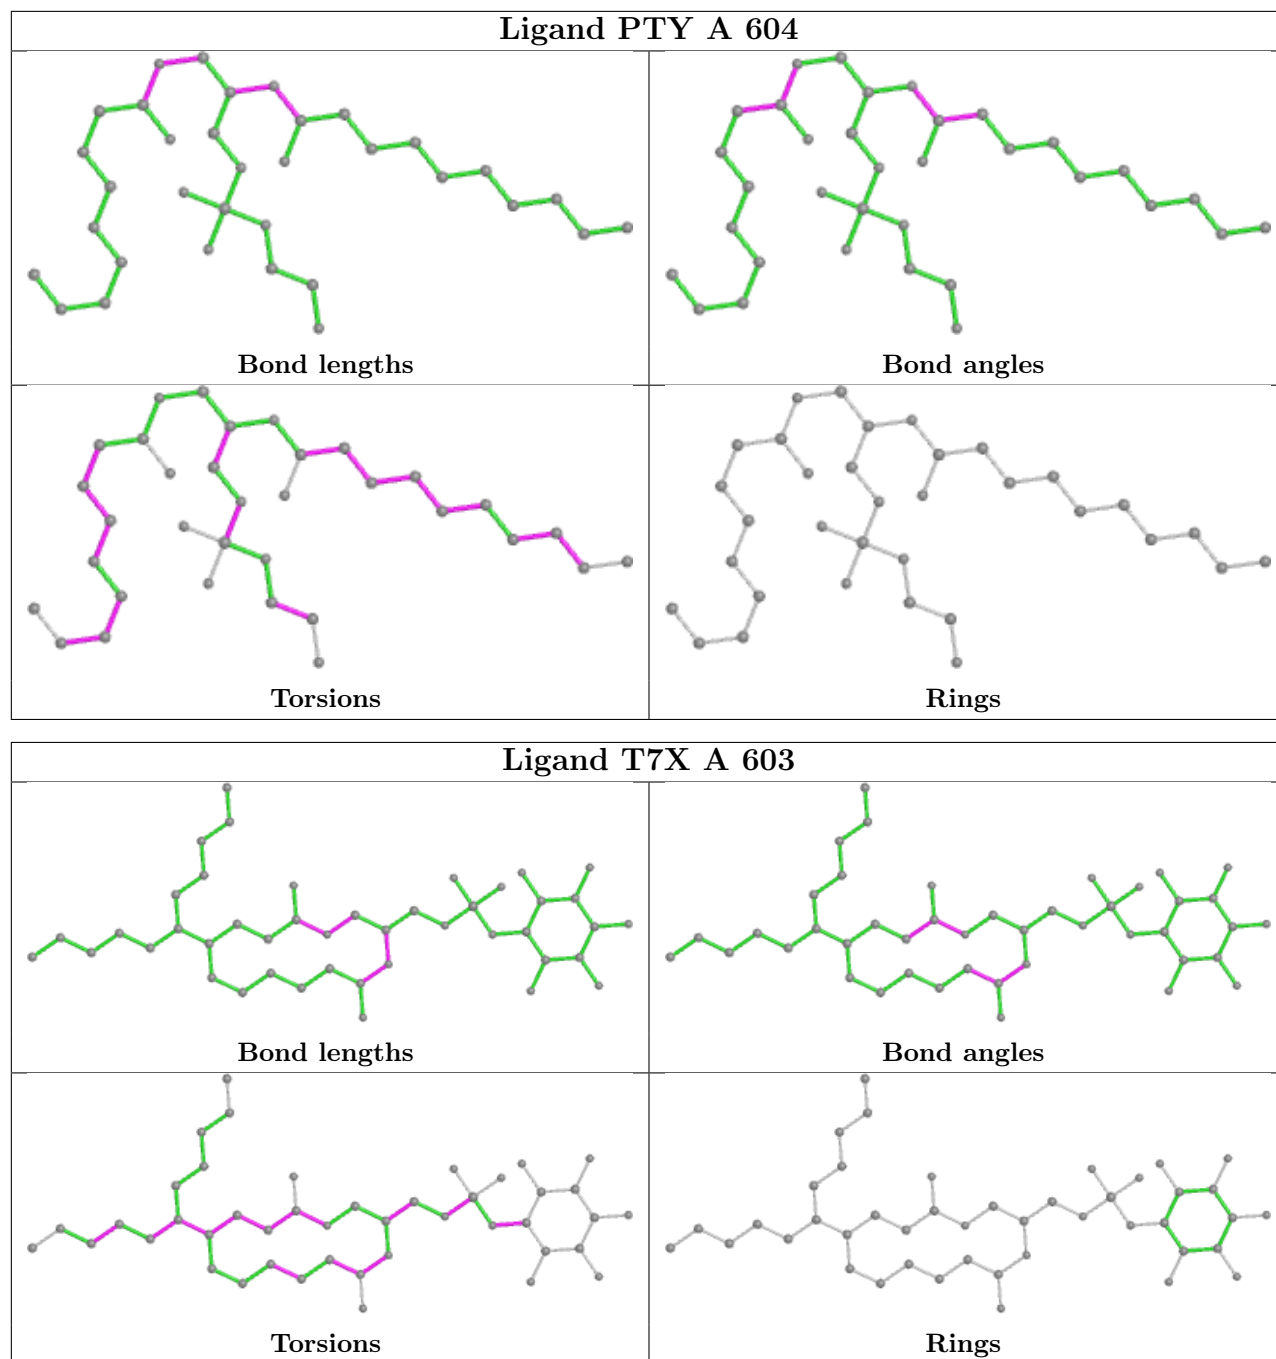 Ligand PTY A 604
Bond lengths
Bond angles
Torsions
Rings
Ligand T7X A 603
Bond lengths
Bond angles
Torsions
Rings